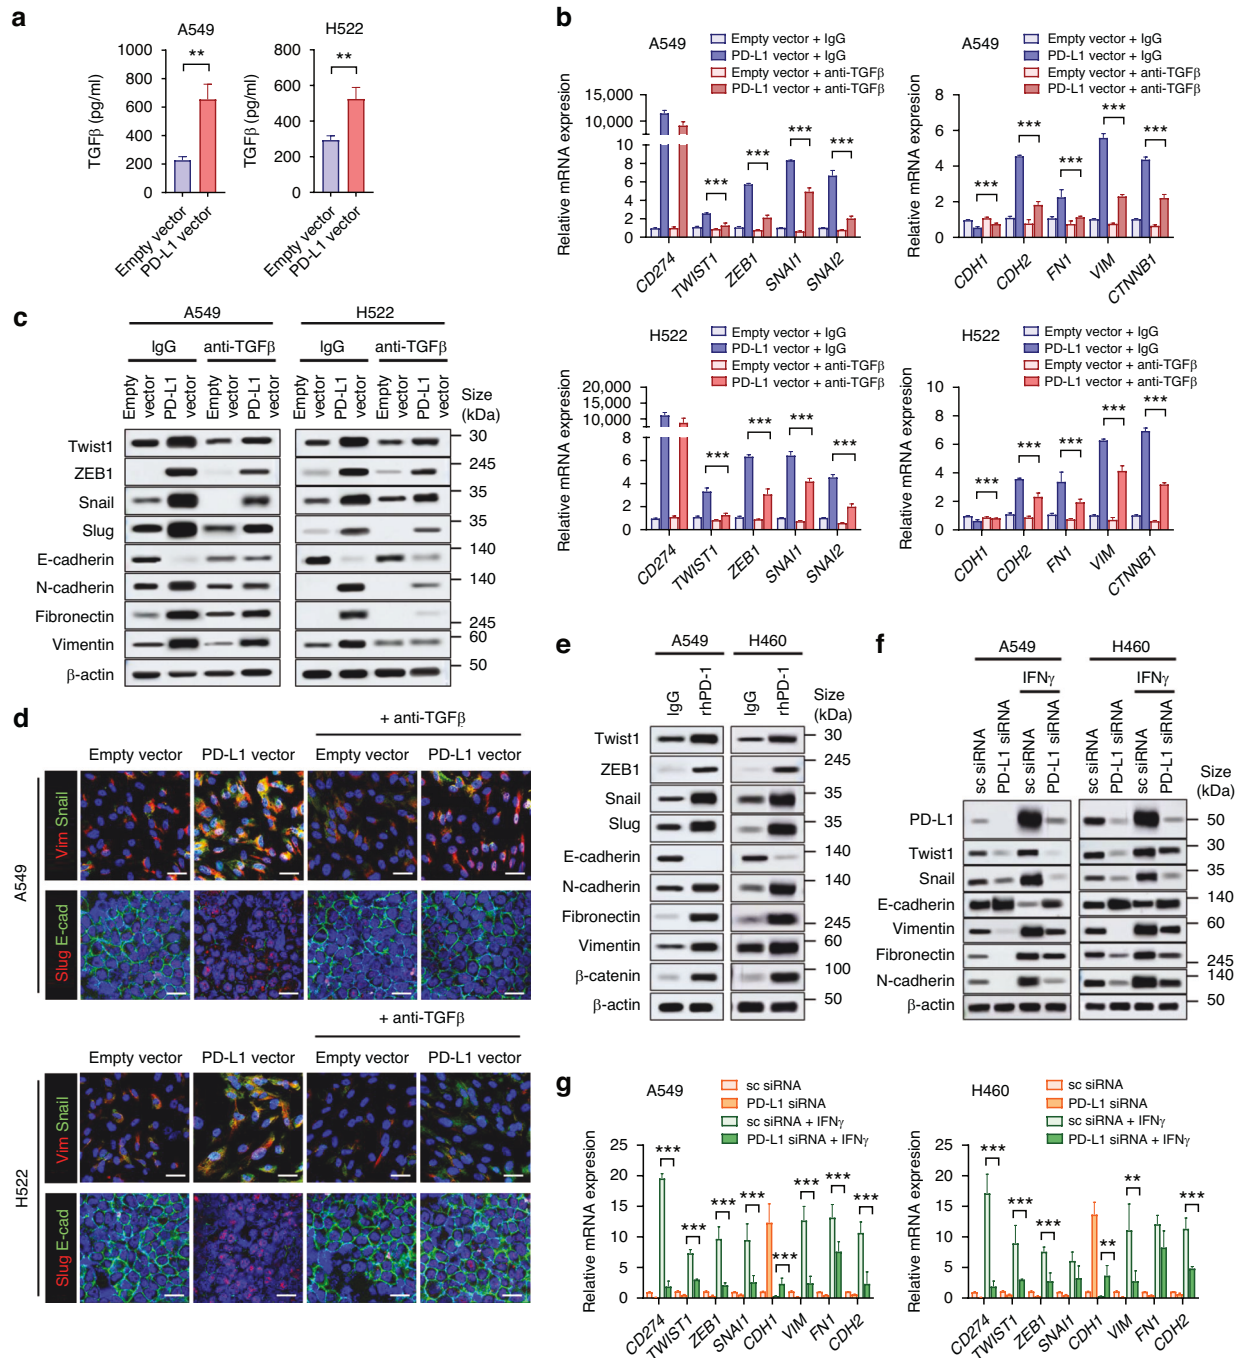 a
A549
H522
TGFβ (pg/ml)
1000
800
600
400
200
0
**
Empty vector
PD-L1 vector
TGFβ (pg/ml)
800
600
400
200
0
**
Empty vector
PD-L1 vector
b
A549
Empty vector + IgG
PD-L1 vector + IgG
Empty vector + anti-TGFβ
PD-L1 vector + anti-TGFβ
Relative mRNA expression
15,000
10,000
10
8
6
4
2
0
*** *** *** ***
CD274 TWIST1 ZEB1 SNAI1 SNAI2
A549
Empty vector + IgG
PD-L1 vector + IgG
Empty vector + anti-TGFβ
PD-L1 vector + anti-TGFβ
Relative mRNA expression
8
6
4
2
0
*** *** *** *** ***
CDH1 CDH2 FN1 VIM CTNNB1
H522
Empty vector + IgG
PD-L1 vector + IgG
Empty vector + anti-TGFβ
PD-L1 vector + anti-TGFβ
Relative mRNA expression
20,000
15,000
10,000
8
6
4
2
0
*** *** *** ***
CD274 TWIST1 ZEB1 SNAI1 SNAI2
H522
Empty vector + IgG
PD-L1 vector + IgG
Empty vector + anti-TGFβ
PD-L1 vector + anti-TGFβ
Relative mRNA expression
10
8
6
4
2
0
*** *** *** *** ***
CDH1 CDH2 FN1 VIM CTNNB1
c
A549 H522
IgG anti-TGFβ IgG anti-TGFβ
Empty vector PD-L1 vector Empty vector PD-L1 vector Empty vector PD-L1 vector Empty vector PD-L1 vector
Size
(kDa)
Twist1 30
ZEB1 245
Snail 35
Slug 35
E-cadherin 140
N-cadherin 140
Fibronectin 245
Vimentin 60
β-actin 50
d
+ anti-TGFβ
Empty vector PD-L1 vector Empty vector PD-L1 vector
A549
Vim Snail
Slug E-cad
+ anti-TGFβ
Empty vector PD-L1 vector Empty vector PD-L1 vector
H522
Vim Snail
Slug E-cad
e
A549 H460
IgG rhPD-1 IgG rhPD-1
Size
(kDa)
Twist1 30
ZEB1 245
Snail 35
Slug 35
E-cadherin 140
N-cadherin 140
Fibronectin 245
Vimentin 60
β-catenin 100
β-actin 50
f
A549 H460
IFNγ IFNγ
sc siRNA PD-L1 siRNA sc siRNA PD-L1 siRNA sc siRNA PD-L1 siRNA sc siRNA PD-L1 siRNA
Size
(kDa)
PD-L1 50
Twist1 30
Snail 35
E-cadherin 140
Vimentin 60
Fibronectin 245
N-cadherin 140
β-actin 50
g
A549
sc siRNA
PD-L1 siRNA
sc siRNA + IFNγ
PD-L1 siRNA + IFNγ
Relative mRNA expression
25
20
15
10
5
0
*** *** *** *** *** *** *** ***
CD274 TWIST1 ZEB1 SNAI1 CDH1 VIM FN1 CDH2
H460
sc siRNA
PD-L1 siRNA
sc siRNA + IFNγ
PD-L1 siRNA + IFNγ
Relative mRNA expression
25
20
15
10
5
0
*** *** *** ** ** ***
CD274 TWIST1 ZEB1 SNAI1 CDH1 VIM FN1 CDH2